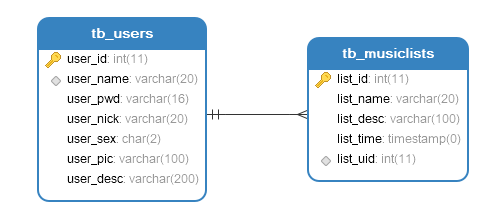 tb_users
user_id: int(11)
user_name: varchar(20)
user_pwd: varchar(16)
user_nick: varchar(20)
user_sex: char(2)
user_pic: varchar(100)
user_desc: varchar(200)
tb_musiclists
list_id: int(11)
list_name: varchar(20)
list_desc: varchar(100)
list_time: timestamp(0)
list_uid: int(11)